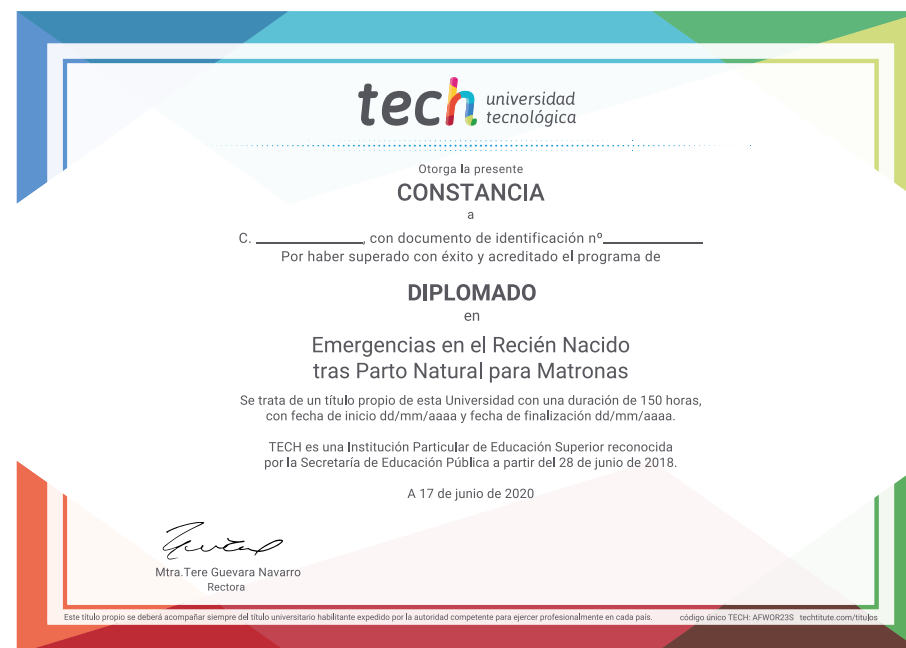 tech universidad
tecnológica
Otorga la presente
CONSTANCIA
a
C. ______________, con documento de identificación nº_____________
Por haber superado con éxito y acreditado el programa de
DIPLOMADO
en
Emergencias en el Recién Nacido
tras Parto Natural para Matronas
Se trata de un título propio de esta Universidad con una duración de 150 horas,
con fecha de inicio dd/mm/aaaa y fecha de finalización dd/mm/aaaa.
TECH es una Institución Particular de Educación Superior reconocida
por la Secretaría de Educación Pública a partir del 28 de junio de 2018.
A 17 de junio de 2020
Mtra.Tere Guevara Navarro
Rectora
Este título propio se deberá acompañar siempre del título universitario habilitante expedido por la autoridad competente para ejercer profesionalmente en cada país. código único TECH: AFWOR23S techtitute.com/titulos